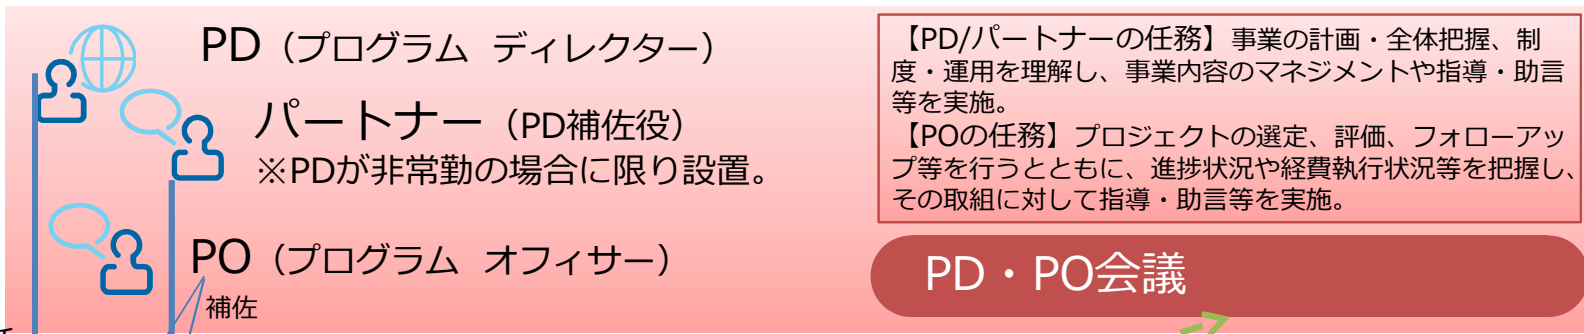 PD（プログラム ディレクター）
パートナー（PD補佐役）
※PDが非常勤の場合に限り設置。
PO（プログラム オフィサー）
補佐
【PD/パートナーの任務】事業の計画・全体把握、制
度・運用を理解し、事業内容のマネジメントや指導・助言
等を実施。
【POの任務】プロジェクトの選定、評価、フォローアッ
プ等を行うとともに、進捗状況や経費執行状況等を把握し、
その取組に対して指導・助言等を実施。
PD・PO会議